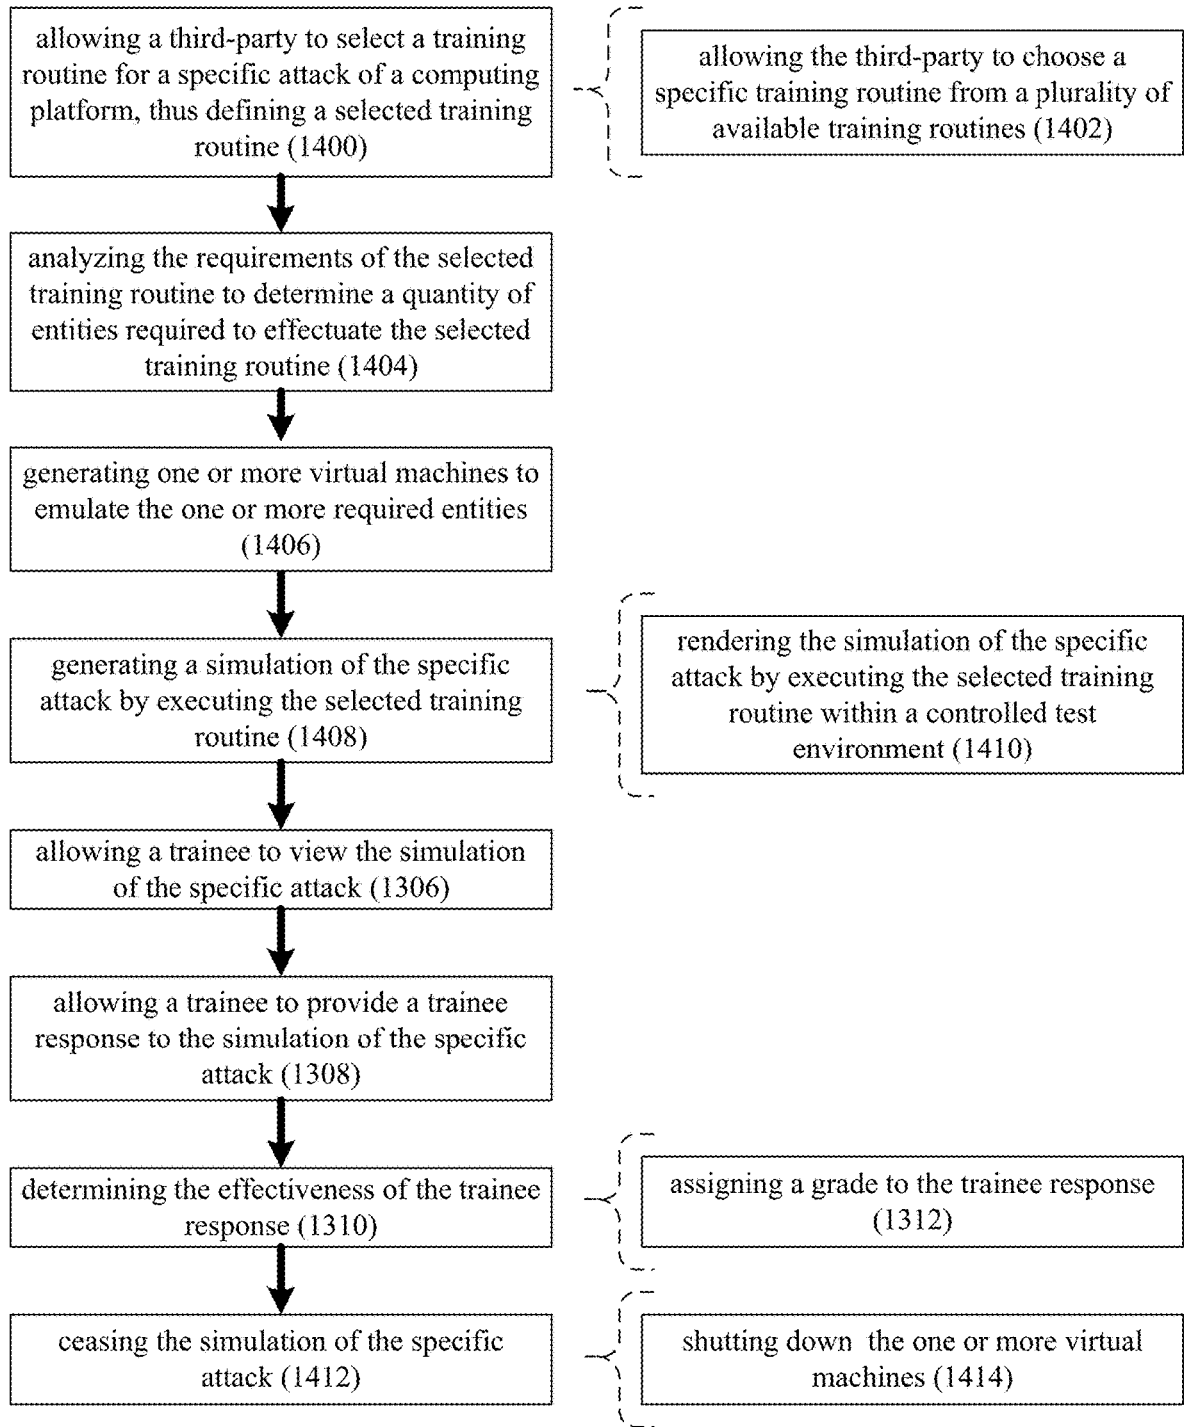 allowing a third-party to select a training
routine for a specific attack of a computing
platform, thus defining a selected training
routine (1400)
allowing the third-party to choose a
specific training routine from a plurality of
available training routines (1402)
analyzing the requirements of the selected
training routine to determine a quantity of
entities required to effectuate the selected
training routine (1404)
generating one or more virtual machines to
emulate the one or more required entities
(1406)
generating a simulation of the specific
attack by executing the selected training
routine (1408)
rendering the simulation of the specific
attack by executing the selected training
routine within a controlled test
environment (1410)
allowing a trainee to view the simulation
of the specific attack (1306)
allowing a trainee to provide a trainee
response to the simulation of the specific
attack (1308)
determining the effectiveness of the trainee
response (1310)
assigning a grade to the trainee response
(1312)
ceasing the simulation of the specific
attack (1412)
shutting down the one or more virtual
machines (1414)